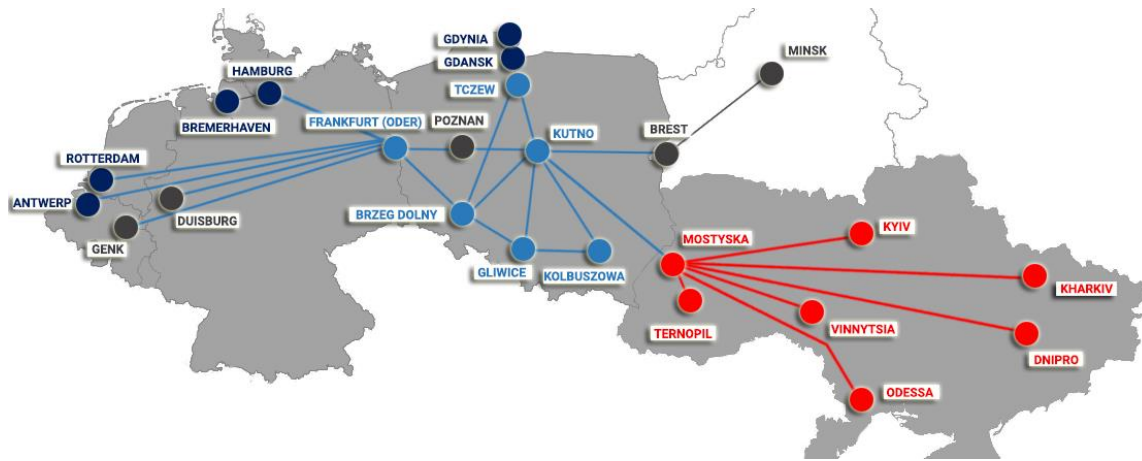 GDYNIA
GDANSK
MINSK
HAMBURG
TCZEW
BREMERHAVEN
FRANKFURT (ODER)
POZNAN
KUTNO
BREST
ROTTERDAM
ANTWERP
DUISBURG
GENK
BRZEG DOLNY
GLIWICE
KOLBUSZOWA
MOSTYSKA
KYIV
KHARKIV
TERNOPIL
VINNYTSIA
DNIPRO
ODESSA